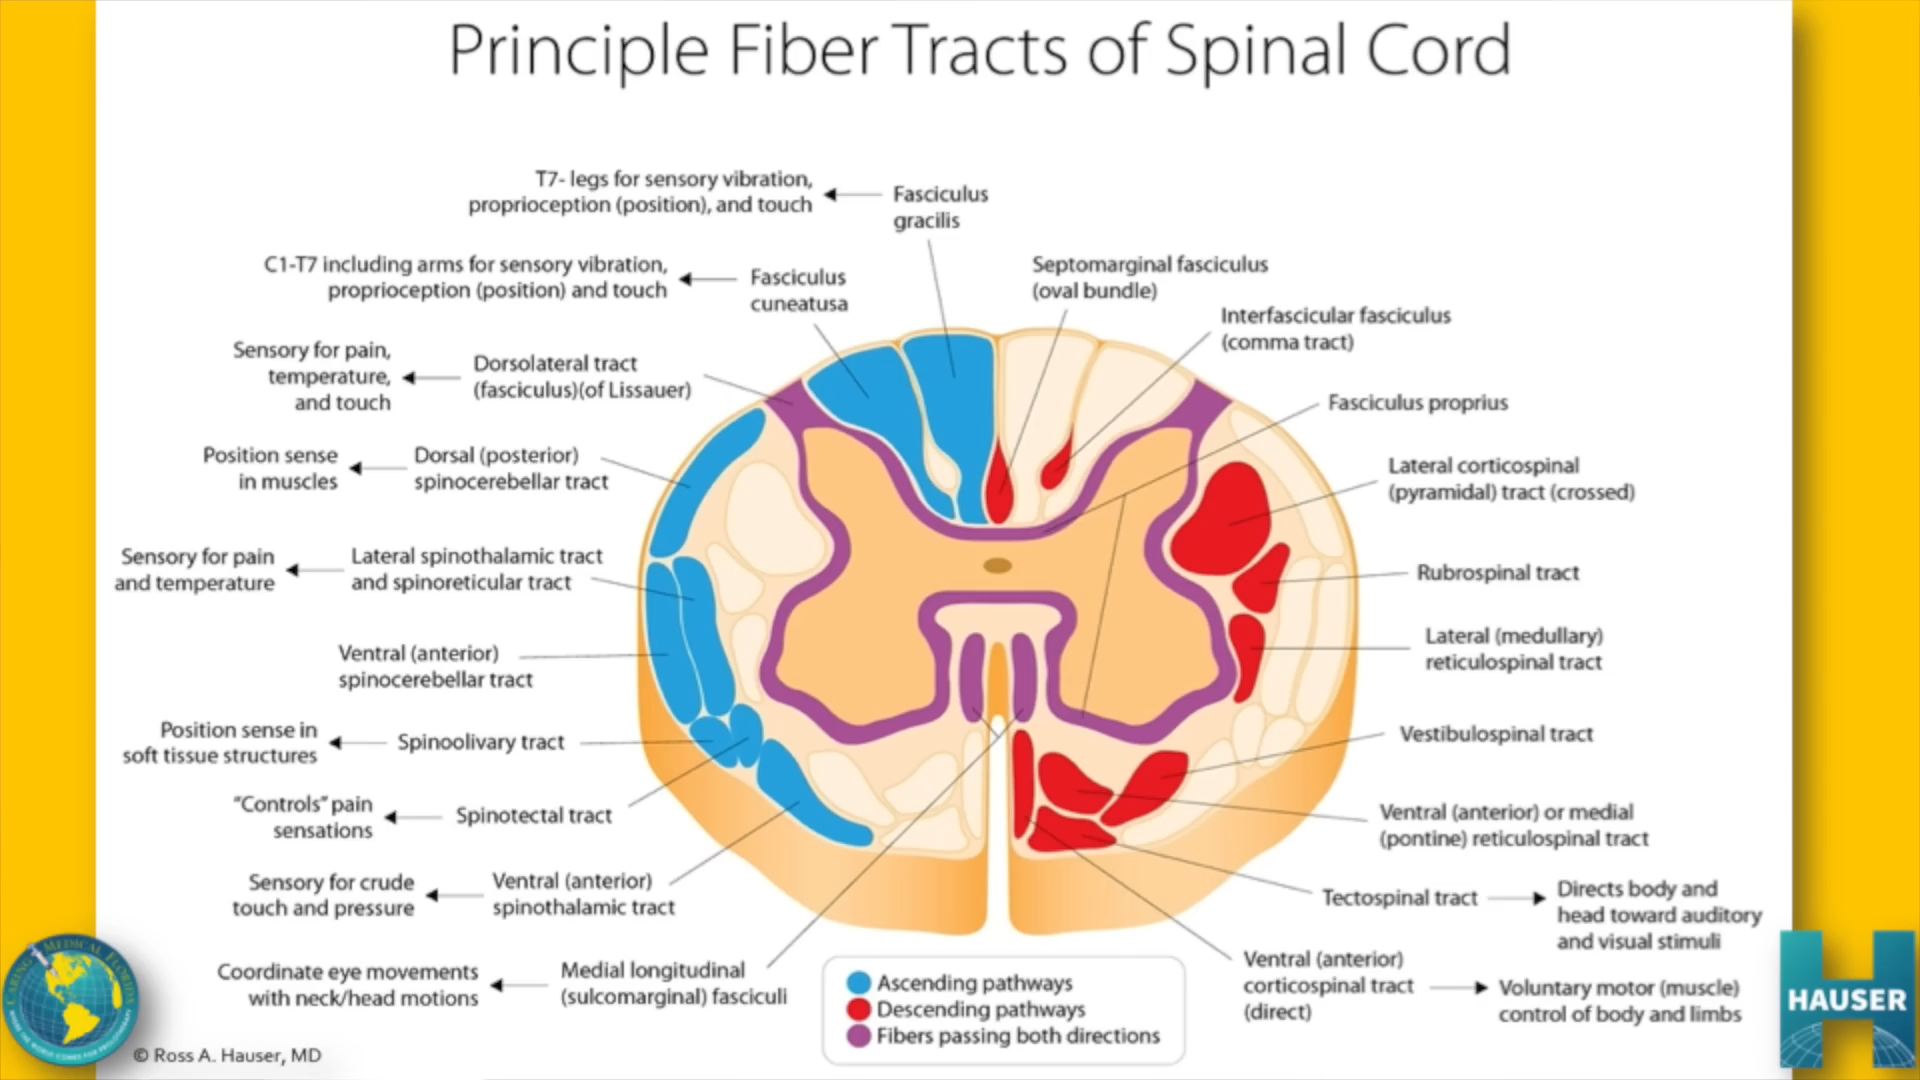 Principle Fiber Tracts of Spinal Cord
T7- legs for sensory vibration,
proprioception (position), and touch
Fasciculus
gracilis
C1-T7 including arms for sensory vibration,
proprioception (position) and touch
Fasciculus
cuneatusa
Septomarginal fasciculus
(oval bundle)
Interfascicular fasciculus
(comma tract)
Sensory for pain,
temperature,
and touch
Dorsolateral tract
(fasciculus)(of Lissauer)
Fasciculus proprius
Position sense
in muscles
Dorsal (posterior)
spinocerebellar tract
Lateral corticospinal
(pyramidal) tract (crossed)
Sensory for pain
and temperature
Lateral spinothalamic tract
and spinoreticular tract
Rubrospinal tract
Ventral (anterior)
spinocerebellar tract
Lateral (medullary)
reticulospinal tract
Position sense in
soft tissue structures
Spinoolivary tract
Vestibulospinal tract
"Controls" pain
sensations
Spinotectal tract
Ventral (anterior) or medial
(pontine) reticulospinal tract
Sensory for crude
touch and pressure
Ventral (anterior)
spinothalamic tract
Tectospinal tract
Directs body and
head toward auditory
and visual stimuli
Coordinate eye movements
with neck/head motions
Medial longitudinal
(sulcomarginal) fasciculi
Ventral (anterior)
corticospinal tract
(direct)
Voluntary motor (muscle)
control of body and limbs
Ascending pathways
Descending pathways
Fibers passing both directions
CARING MEDICAL FLORIDA
© Ross A. Hauser, MD
HAUSER